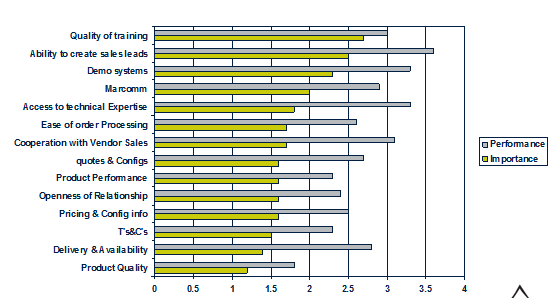 Quality of training
Ability to create sales leads
Demo systems
Marcomm
Access to technical Expertise
Ease of order Processing
Cooperation with Vendor Sales
quotes & Configs
Product Performance
Openness of Relationship
Pricing & Config info
T's&C's
Delivery & Availability
Product Quality
Performance
Importance
0 0.5 1 1.5 2 2.5 3 3.5 4